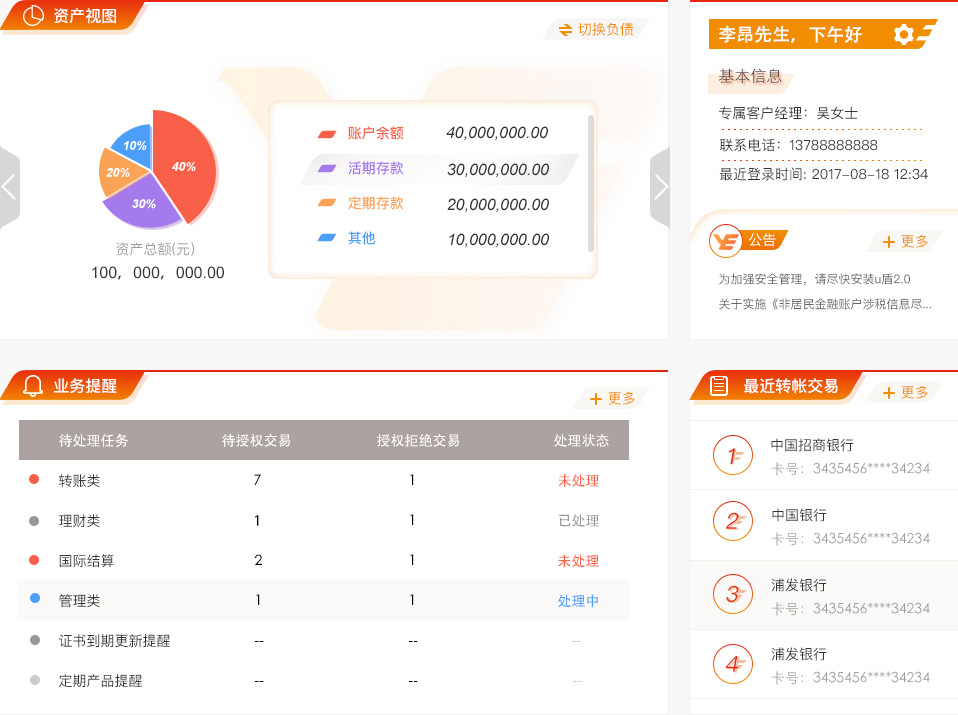 资产视图
切换负债
10%
40%
20%
30%
资产总额(元)
100，000，000.00
账户余额 40,000,000.00
活期存款 30,000,000.00
定期存款 20,000,000.00
其他 10,000,000.00
李昂先生，下午好
基本信息
专属客户经理：吴女士
联系电话：13788888888
最近登录时间: 2017-08-18 12:34
公告
更多
为加强安全管理，请尽快安装u盾2.0
关于实施《非居民金融账户涉税信息尽...
业务提醒
更多
待处理任务 待授权交易 授权拒绝交易 处理状态
转账类 7 1 未处理
理财类 1 1 已处理
国际结算 2 1 未处理
管理类 1 1 处理中
证书到期更新提醒 -- -- --
定期产品提醒 -- -- --
最近转帐交易
更多
1 中国招商银行
卡号：3435456****34234
2 中国银行
卡号：3435456****34234
3 浦发银行
卡号：3435456****34234
4 浦发银行
卡号：3435456****34234